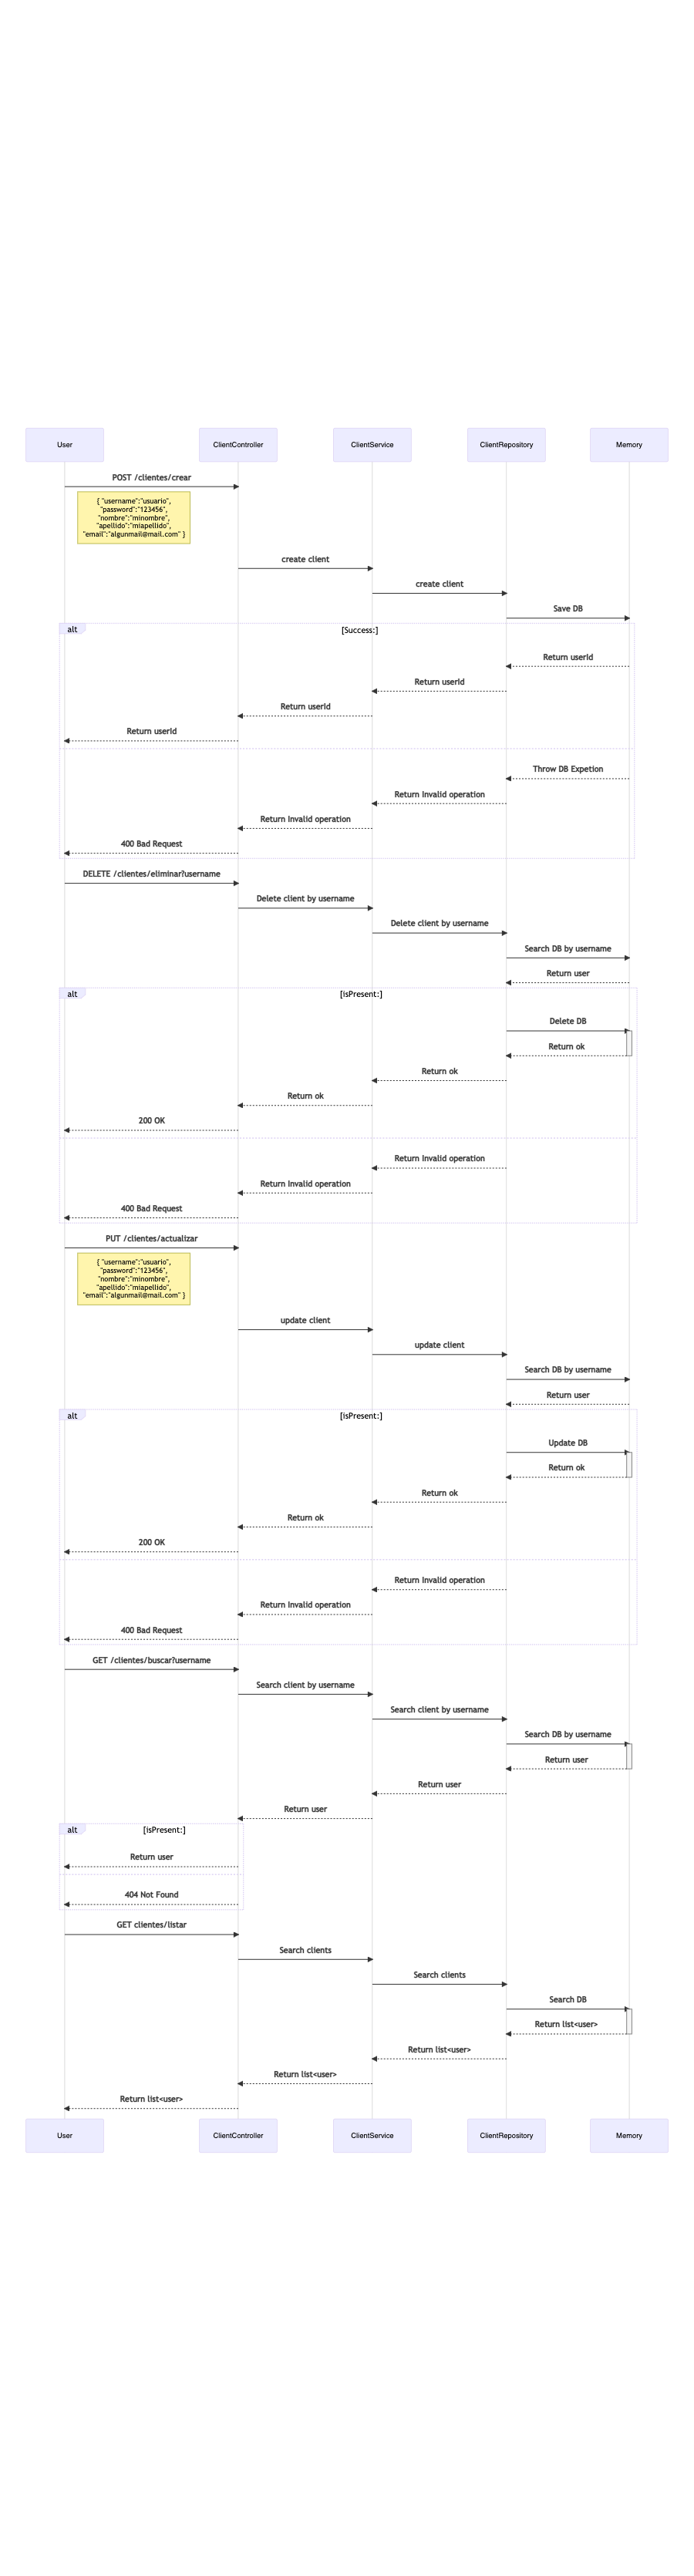 User
ClientController
ClientService
ClientRepository
Memory
POST /clientes/crear
{ "username":"usuario",
"password":"123456",
"nombre":"minombre",
"apellido":"miapellido",
"email":"algunmail@mail.com" }
create client
create client
Save DB
alt
[Success:]
Return userId
Return userId
Return userId
Return userId
Throw DB Expetion
Return Invalid operation
Return Invalid operation
400 Bad Request
DELETE /clientes/eliminar?username
Delete client by username
Delete client by username
Search DB by username
Return user
alt
[isPresent:]
Delete DB
Return ok
Return ok
Return ok
200 OK
Return Invalid operation
Return Invalid operation
400 Bad Request
PUT /clientes/actualizar
{ "username":"usuario",
"password":"123456",
"nombre":"minombre",
"apellido":"miapellido",
"email":"algunmail@mail.com" }
update client
update client
Search DB by username
Return user
alt
[isPresent:]
Update DB
Return ok
Return ok
Return ok
200 OK
Return Invalid operation
Return Invalid operation
400 Bad Request
GET /clientes/buscar?username
Search client by username
Search client by username
Search DB by username
Return user
Return user
Return user
alt
[isPresent:]
Return user
404 Not Found
GET clientes/listar
Search clients
Search clients
Search DB
Return list<user>
Return list<user>
Return list<user>
Return list<user>
User
ClientController
ClientService
ClientRepository
Memory